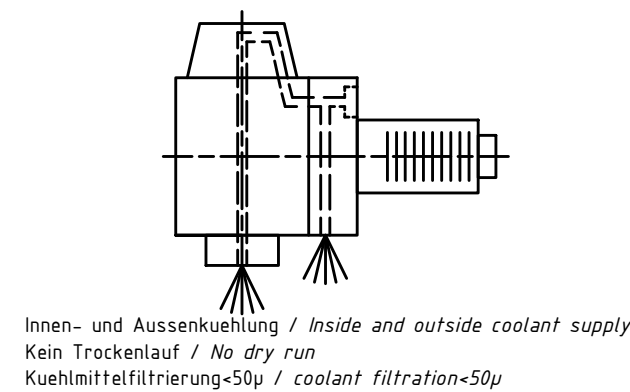 Innen- und Aussenkuehlung / Inside and outside coolant supply
Kein Trockenlauf / No dry run
Kuehlmittelfiltrierung<50µ / coolant filtration<50µ